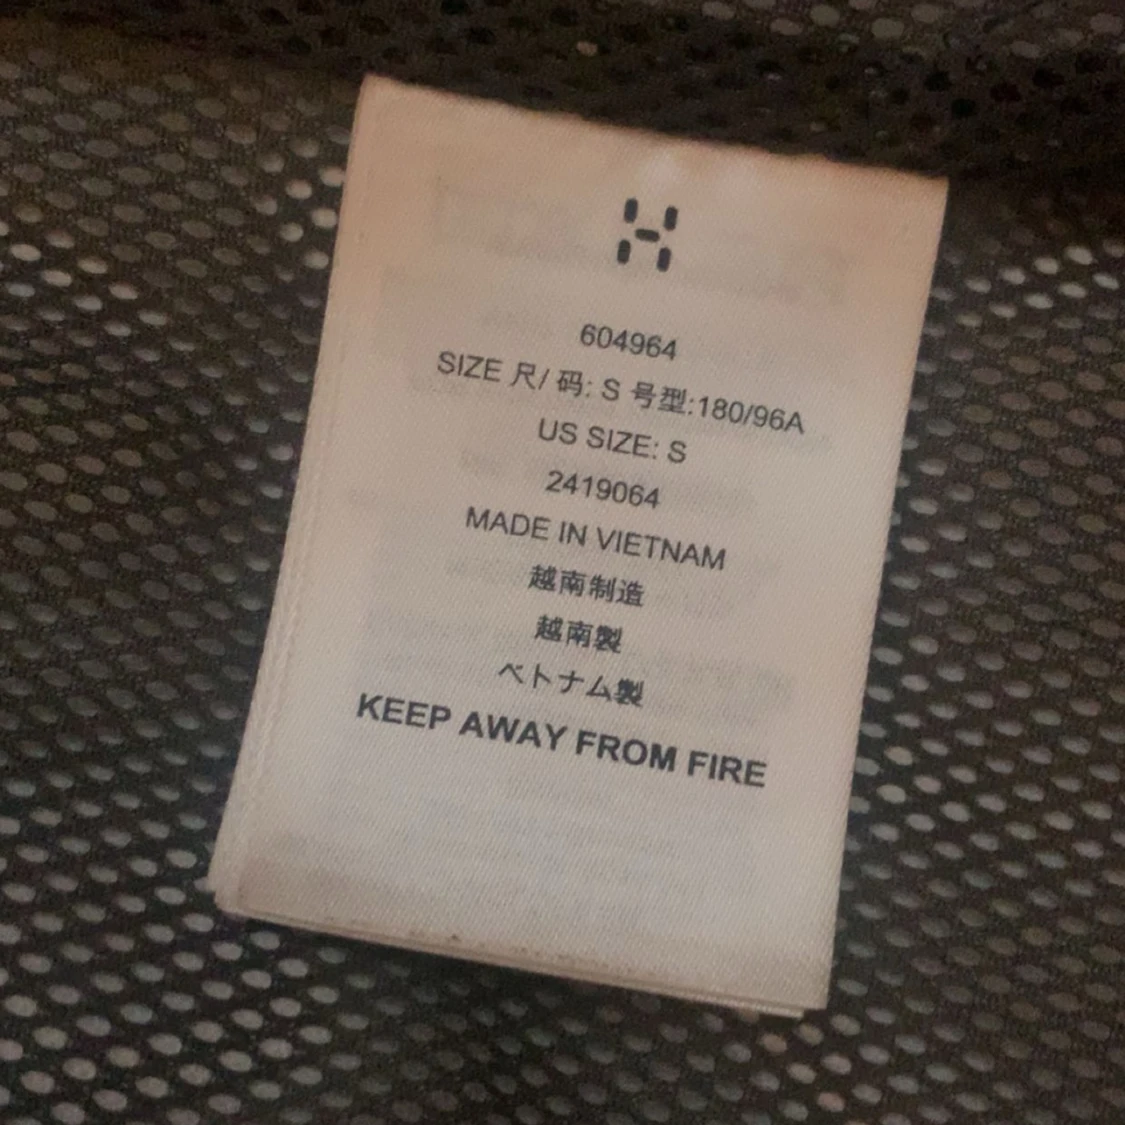 604964
SIZE 尺/ 码: S 号型:180/96A
US SIZE: S
2419064
MADE IN VIETNAM
越南制造
越南製
ベトナム製
KEEP AWAY FROM FIRE